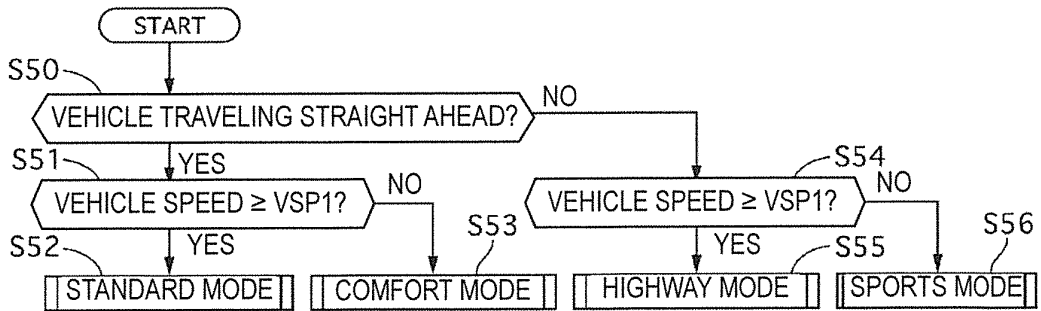 START
S50
VEHICLE TRAVELING STRAIGHT AHEAD?
NO
YES
S51
VEHICLE SPEED ≥ VSP1?
NO
YES
S54
VEHICLE SPEED ≥ VSP1?
NO
YES
S52
STANDARD MODE
S53
COMFORT MODE
S55
HIGHWAY MODE
S56
SPORTS MODE